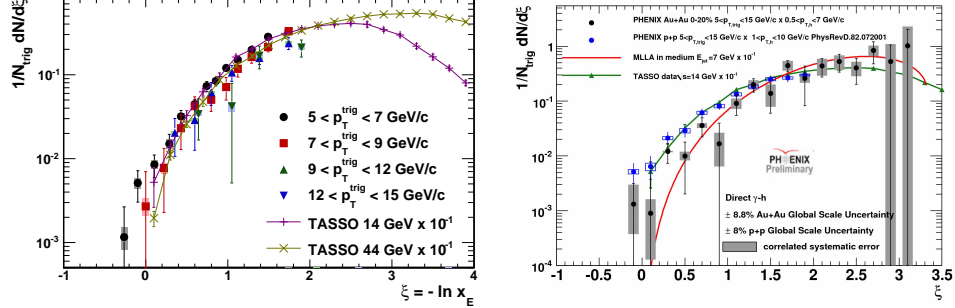 1/N_trig dN/dξ
10^-1
10^-2
10^-3
5 < p_T^trig < 7 GeV/c
7 < p_T^trig < 9 GeV/c
9 < p_T^trig < 12 GeV/c
12 < p_T^trig < 15 GeV/c
TASSO 14 GeV x 10^-1
TASSO 44 GeV x 10^-1
-1 0 1 2 3 4
ξ = - ln x_E
1/N_trig dN/dξ
PHENIX Au+Au 0-20% 5<p_T,trig<15 GeV/c x 0.5<p_T,h<7 GeV/c
PHENIX p+p 5<p_T,trig<15 GeV/c x 1<p_T,h<10 GeV/c PhysRevD.82.072001
MLLA in medium E_jet=7 GeV x 10^-1
TASSO data√s=14 GeV x 10^-1
1
10^-1
10^-2
10^-3
10^-4
PHENIX
Preliminary
Direct γ-h
± 8.8% Au+Au Global Scale Uncertainty
± 8% p+p Global Scale Uncertainty
correlated systematic error
-1 -0.5 0 0.5 1 1.5 2 2.5 3 3.5
ξ